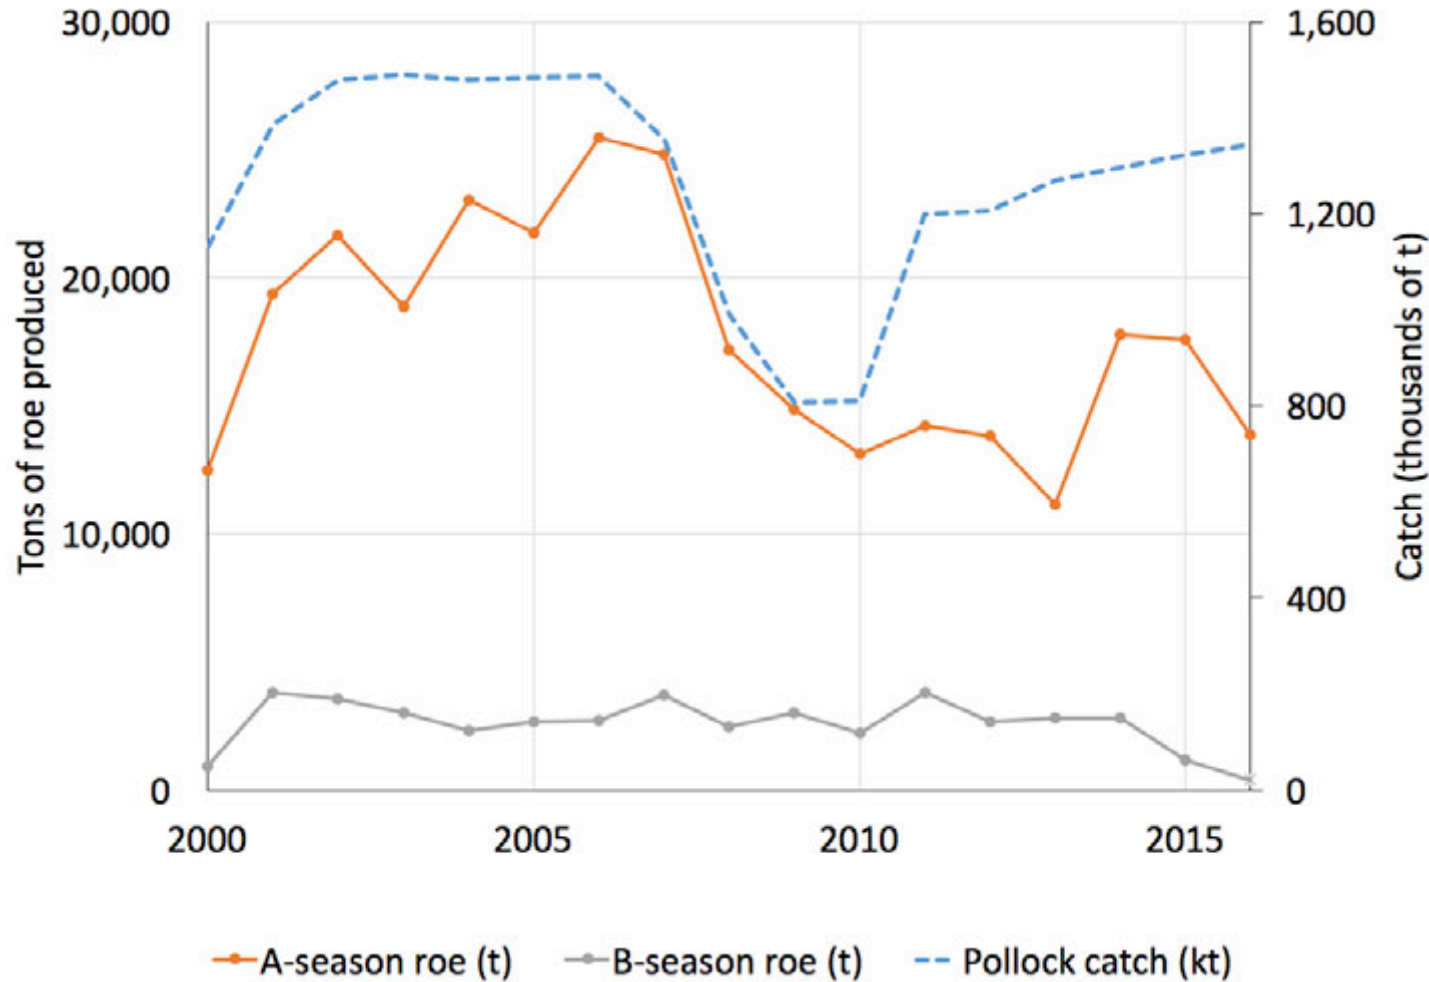 30,000
20,000
10,000
0
Tons of roe produced
1,600
1,200
800
400
0
Catch (thousands of t)
2000 2005 2010 2015
A-season roe (t) B-season roe (t) Pollock catch (kt)